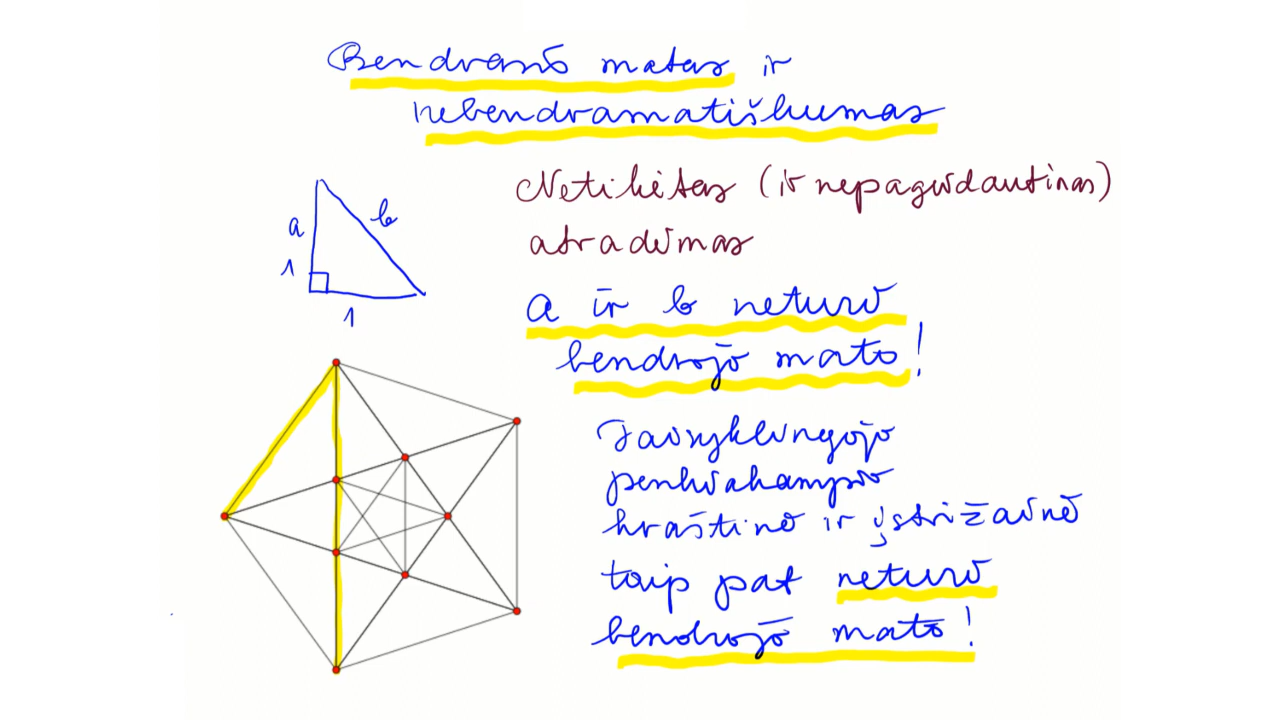 Bendrasis matas ir
nebendramatiškumas
Netikėtas (ir nepageidautinas)
atradimas
a
b
1
1
a ir b neturi
bendrojo mato!
Taisyklingojo
penkiakampio
kraštinė ir įstrižainė
taip pat neturi
bendrojo mato!